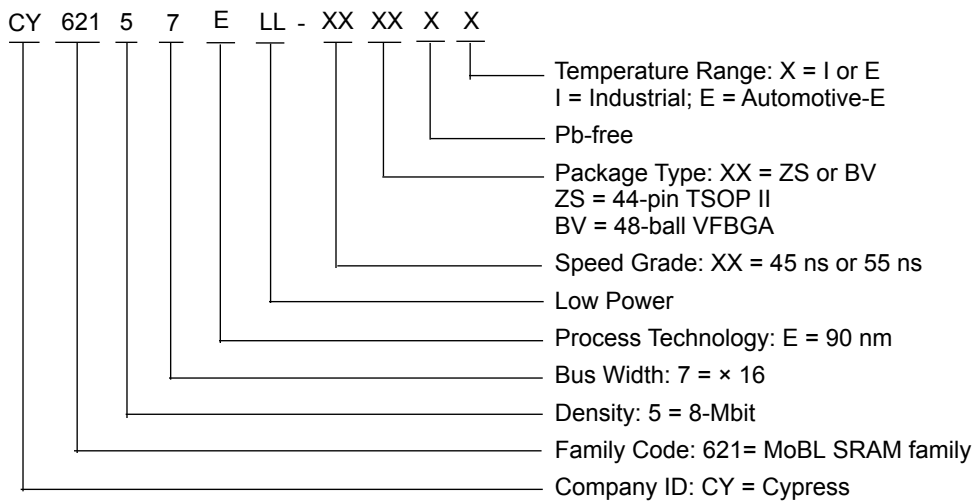 CY 621 5 7 E LL - XX XX X X
Temperature Range: X = I or E
I = Industrial; E = Automotive-E
Pb-free
Package Type: XX = ZS or BV
ZS = 44-pin TSOP II
BV = 48-ball VFBGA
Speed Grade: XX = 45 ns or 55 ns
Low Power
Process Technology: E = 90 nm
Bus Width: 7 = × 16
Density: 5 = 8-Mbit
Family Code: 621= MoBL SRAM family
Company ID: CY = Cypress